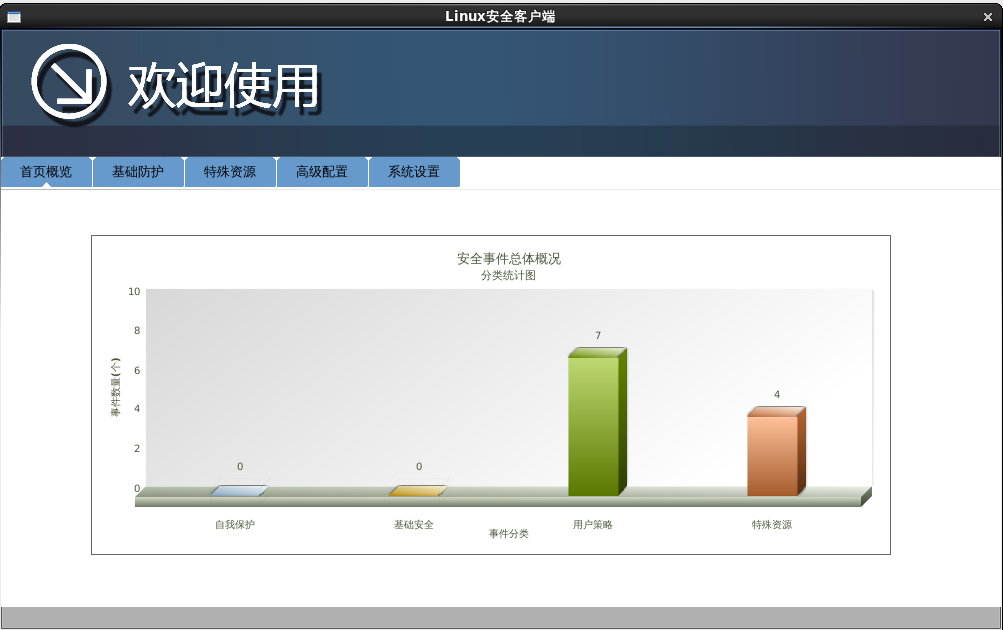 Linux安全客户端
欢迎使用
首页概览 基础防护 特殊资源 高级配置 系统设置
安全事件总体概况
分类统计图
事件数量(个)
10
8
6
4
2
0
0 0 7 4
自我保护 基础安全 用户策略 特殊资源
事件分类